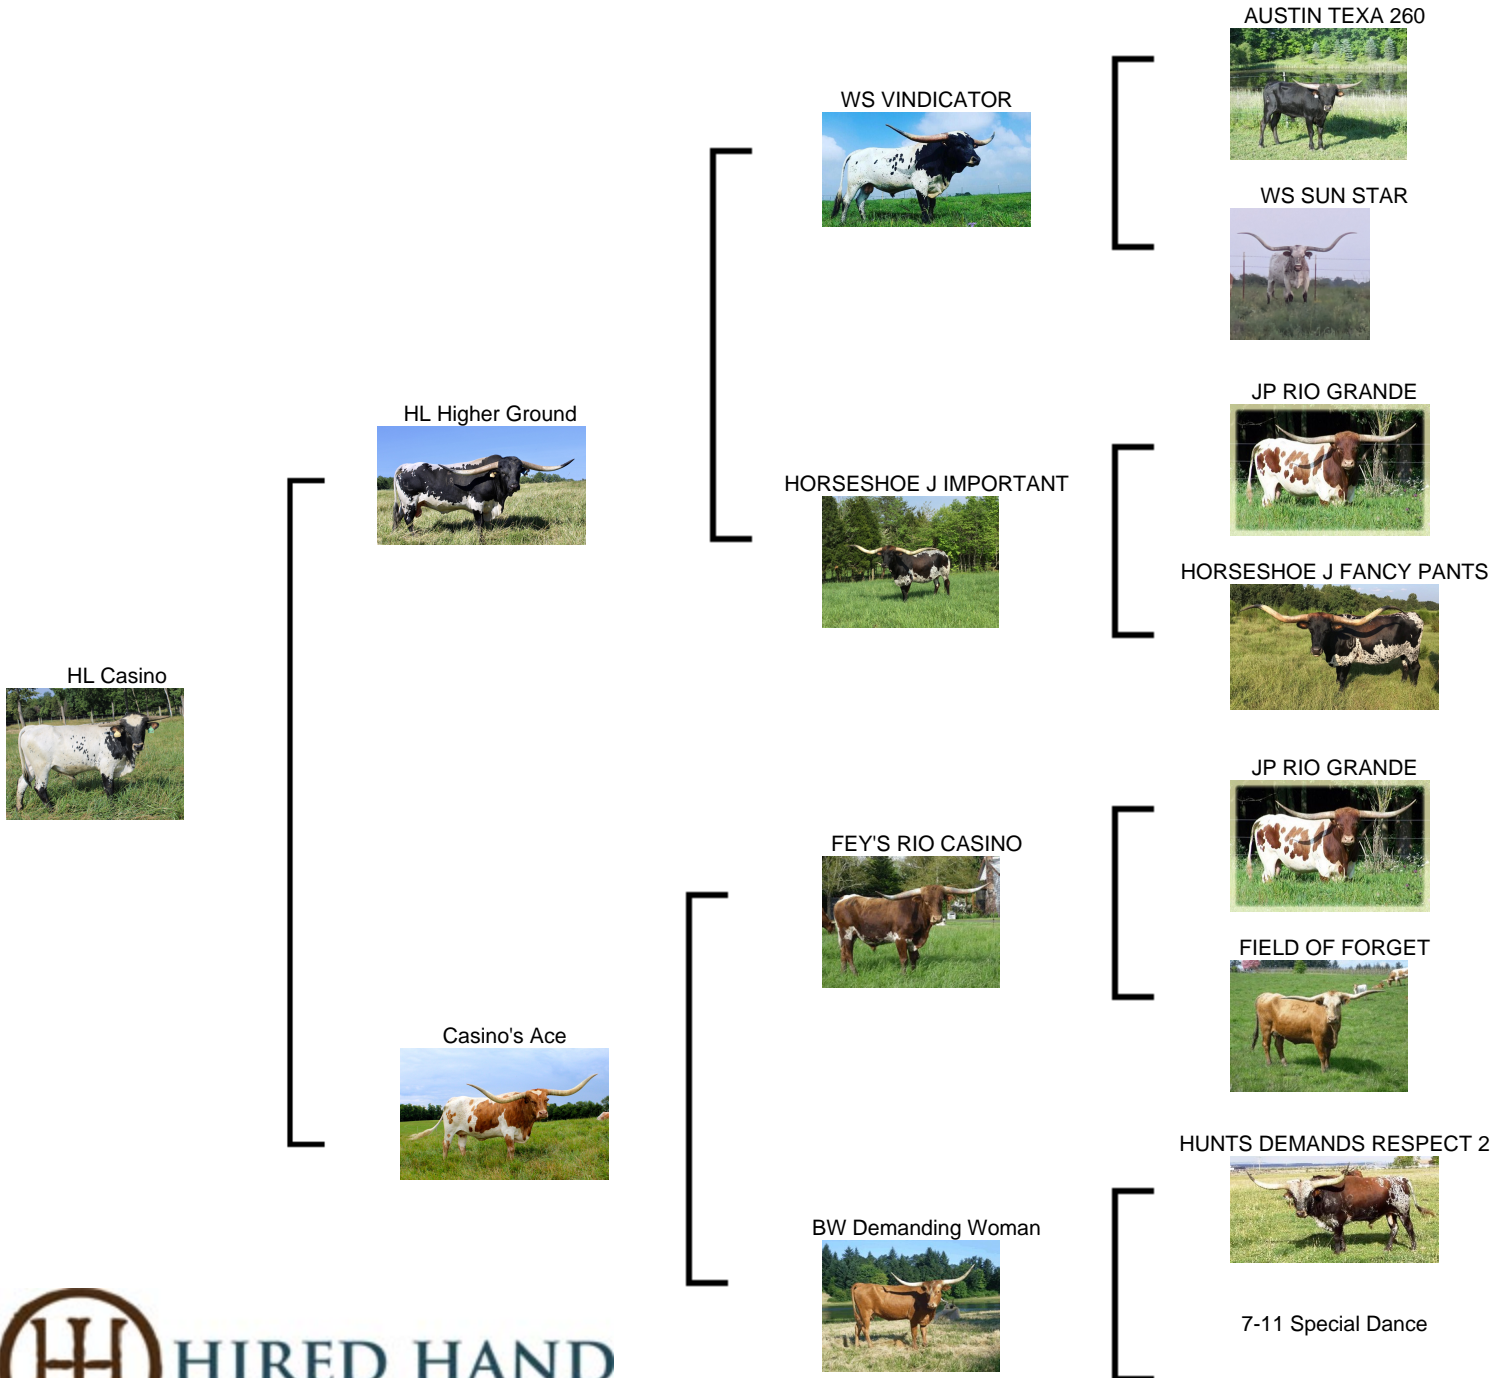 AUSTIN TEXA 260
WS VINDICATOR
WS SUN STAR
JP RIO GRANDE
HL Higher Ground
HORSESHOE J IMPORTANT
HORSESHOE J FANCY PANTS
HL Casino
JP RIO GRANDE
FEY'S RIO CASINO
FIELD OF FORGET
Casino's Ace
HUNTS DEMANDS RESPECT 2
BW Demanding Woman
7-11 Special Dance
HIRED HAND